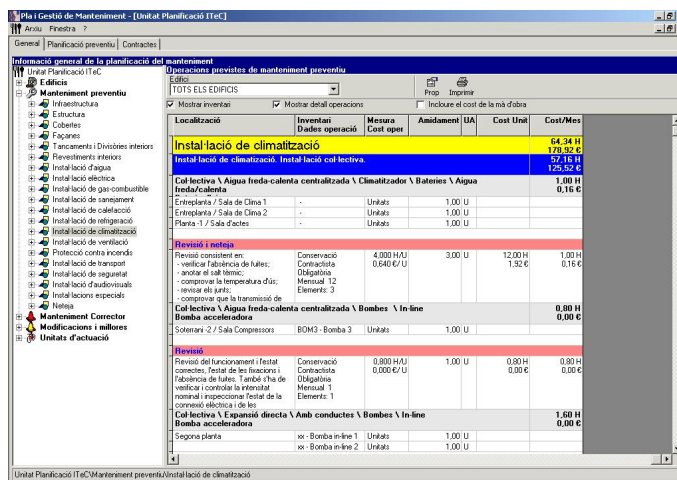 Pla i Gestió de Manteniment - [Unitat Planificació ITeC]
Arxiu Finestra ?
General Planificació preventiu Contractes
Informació general de la planificació del manteniment
Unitat Planificació ITeC
Edificis
Manteniment preventiu
Infraestructura
Estructura
Cobertes
Façanes
Tancaments i Divisòries interiors
Revestiments interiors
Instal·lació d'aigua
Instal·lació elèctrica
Instal·lació de gas-combustible
Instal·lació de sanejament
Instal·lació de calefacció
Instal·lació de refrigeració
Instal·lació de climatització
Instal·lació de ventilació
Protecció contra incendis
Instal·lació de transport
Instal·lació de seguretat
Instal·lació d'audiovisuals
Instal·lacions especials
Neteja
Manteniment Corrector
Modificacions i millores
Unitats d'actuació
Operacions previstes de manteniment preventiu
Edifici
TOTS ELS EDIFICIS
Prop Imprimir
Mostrar inventari Mostrar detall operacions Incloure el cost de la mà d'obra
Localització Inventari Mesura Amidament UA Cost Unit Cost/Mes
Dades operació Cost oper
Instal·lació de climatització 64,34 H
178,92 €
Instal·lació de climatizació. Instal·lació col·lectiva. 57,16 H
125,52 €
Col·lectiva \ Aigua freda-calenta centralitzada \ Climatitzador \ Bateries \ Aigua 1,00 H
freda/calenta 0,16 €
Entreplanta / Sala de Clima 1 - Unitats 1,00 U
Entreplanta / Sala de Clima 2 - Unitats 1,00 U
Planta -1 / Sala d'actes - Unitats 1,00 U
Revisió i neteja
Revisió consistent en: Conservació 4,000 H/U 3,00 U 12,00 H 1,00 H
- verificar l'absència de fuites; Contractista 0,640 €/U 1,92 € 0,16 €
- anotar el salt tèrmic; Obligatòria
- comprovar la temperatura d'ús; Mensual 12
- revisar els junts; Elements: 3
- comprovar que la transmissió de
Col·lectiva \ Aigua freda-calenta centralitzada \ Bombes \ In-line 0,80 H
Bomba acceleradora 0,00 €
Soterrani -2 / Sala Compressors BOM3 - Bomba 3 Unitats 1,00 U
Revisió
Revisió del funcionament i l'estat Conservació 0,800 H/U 1,00 U 0,80 H 0,80 H
correctes, l'estat de les fixacions i Contractista 0,000 €/U 0,00 € 0,00 €
l'absència de fuites. També s'ha de Obligatòria
verificar i controlar la intensitat Mensual 1
nominal i inspeccionar l'estat de la Elements: 1
connexió elèctrica i de les
Col·lectiva \ Expansió directa \ Amb conductes \ Bombes \ In-line 1,60 H
Bomba acceleradora 0,00 €
Segona planta xx - Bomba in-line 1 Unitats 1,00 U
xx - Bomba in-line 2 Unitats 1,00 U
Unitat Planificació ITeC\Manteniment preventiu\Instal·lació de climatització